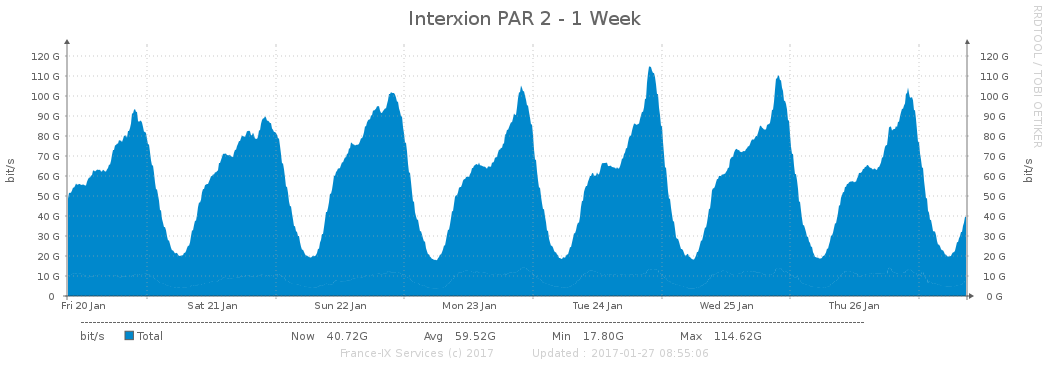 Interxion PAR 2 - 1 Week
RRDTOOL / TOBI OETIKER
bit/s
120 G 120 G
110 G 110 G
100 G 100 G
90 G 90 G
80 G 80 G
70 G 70 G
60 G 60 G
50 G 50 G
40 G 40 G
30 G 30 G
20 G 20 G
10 G 10 G
0 0 G
bit/s
Fri 20 Jan Sat 21 Jan Sun 22 Jan Mon 23 Jan Tue 24 Jan Wed 25 Jan Thu 26 Jan
bit/s Total Now 40.72G Avg 59.52G Min 17.80G Max 114.62G
France-IX Services (c) 2017 Updated : 2017-01-27 08:55:06